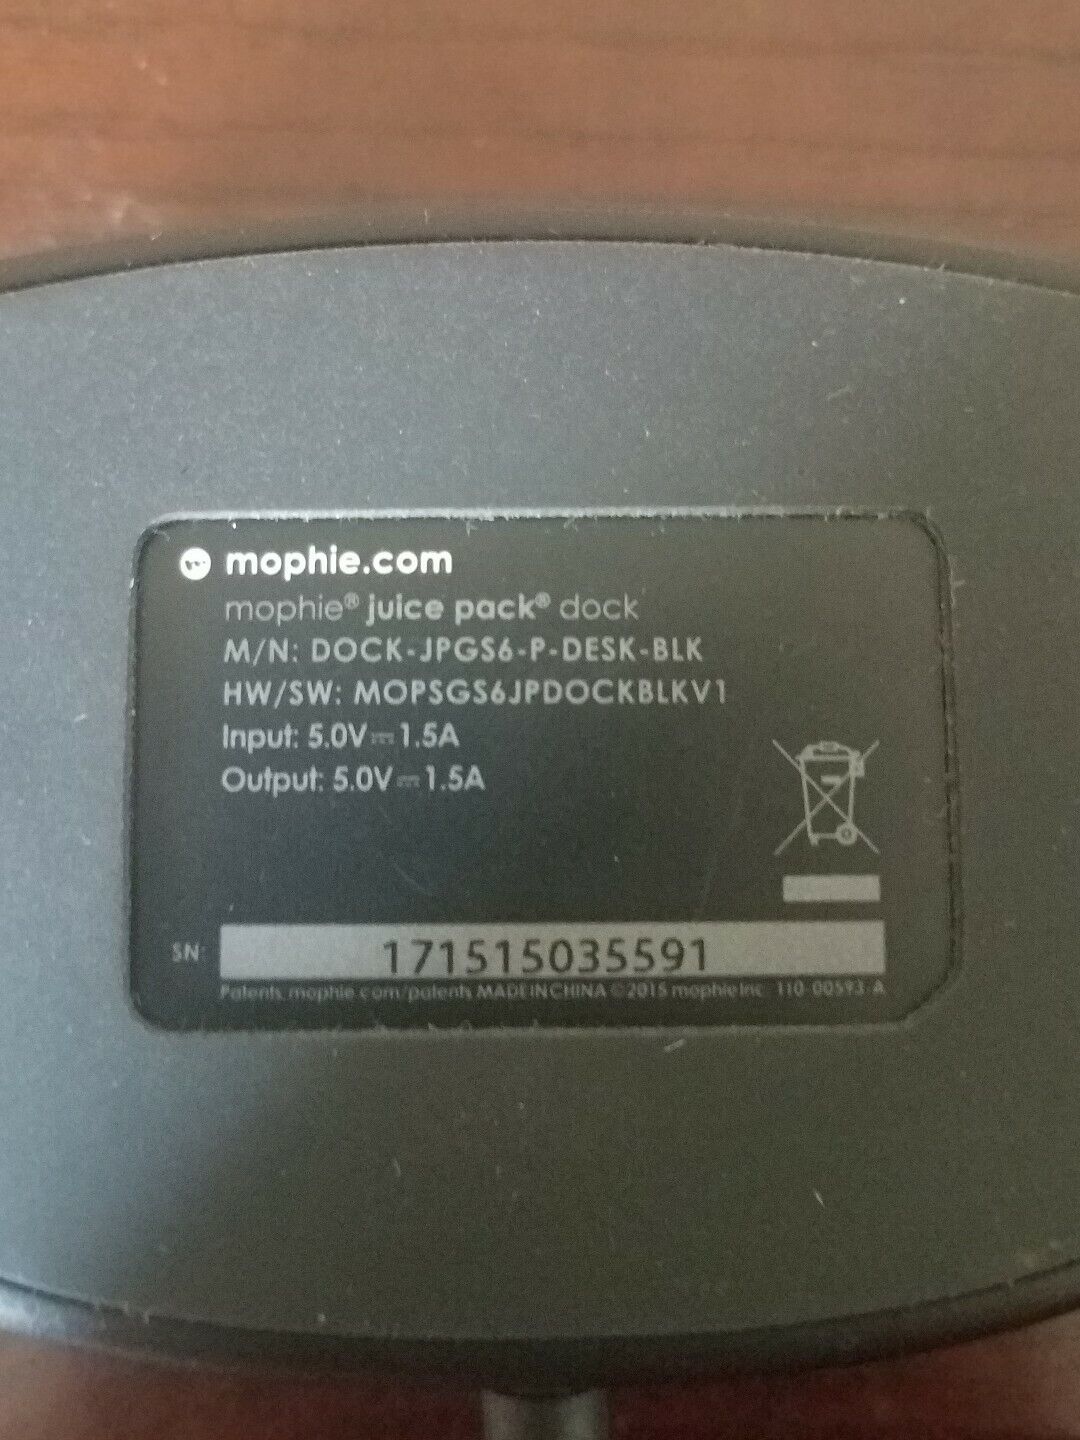 mophie.com
mophie® juice pack® dock
M/N: DOCK-JPGS6-P-DESK-BLK
HW/SW: MOPSGS6JPDOCKBLKV1
Input: 5.0V⎓1.5A
Output: 5.0V⎓1.5A
SN: 171515035591
Patents: mophie.com/patents MADE IN CHINA ©2015 mophie Inc. 110-00593-A